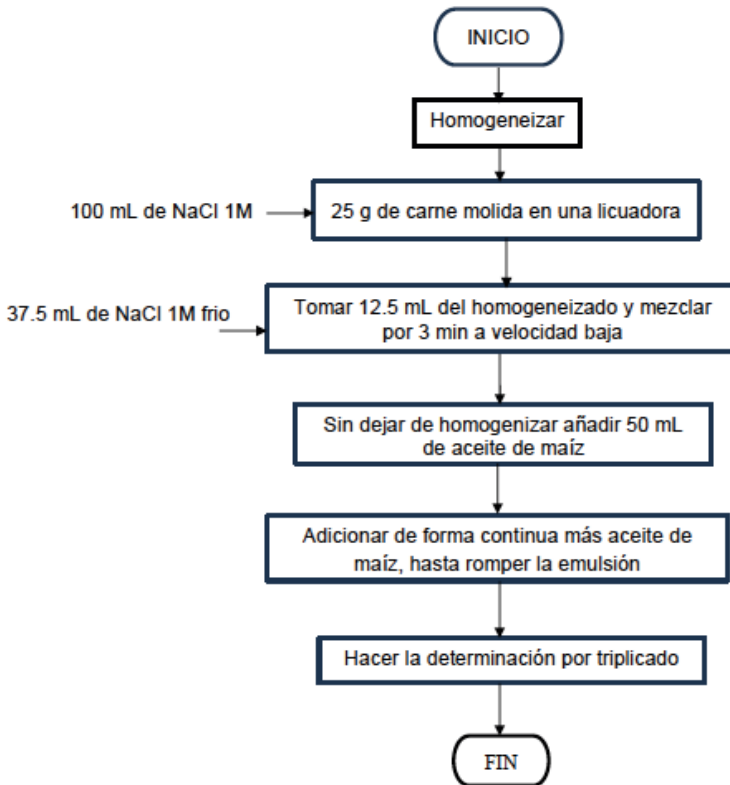 INICIO
Homogeneizar
100 mL de NaCl 1M
25 g de carne molida en una licuadora
37.5 mL de NaCl 1M frio
Tomar 12.5 mL del homogeneizado y mezclar
por 3 min a velocidad baja
Sin dejar de homogenizar añadir 50 mL
de aceite de maíz
Adicionar de forma continua más aceite de
maíz, hasta romper la emulsión
Hacer la determinación por triplicado
FIN